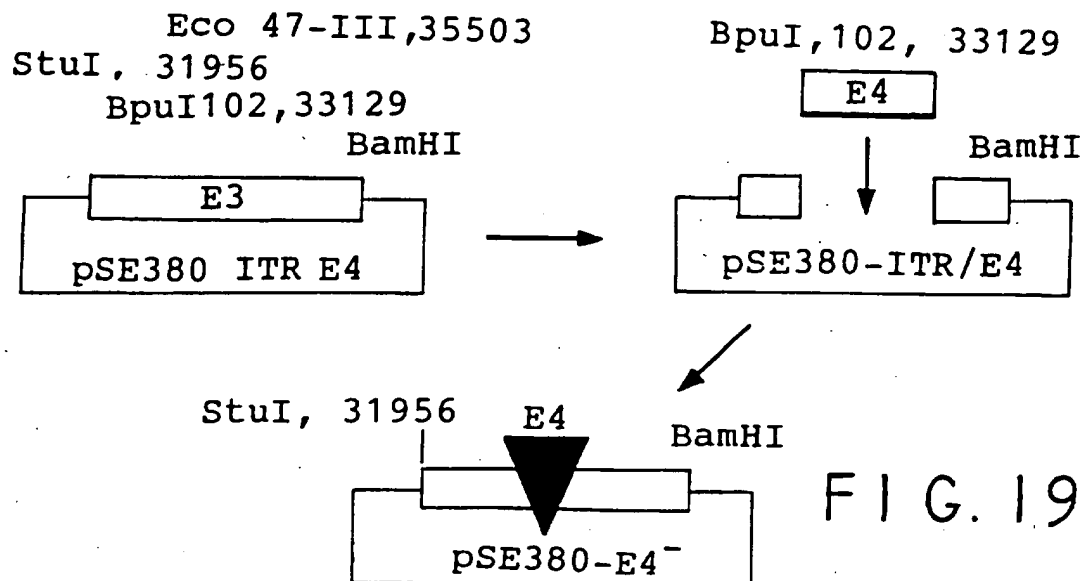 Eco 47-III,35503
StuI, 31956
BpuI102,33129
BamHI
E3
pSE380 ITR E4
BpuI,102, 33129
E4
BamHI
pSE380-ITR/E4
StuI, 31956
E4
BamHI
pSE380-E4⁻
FIG. 19